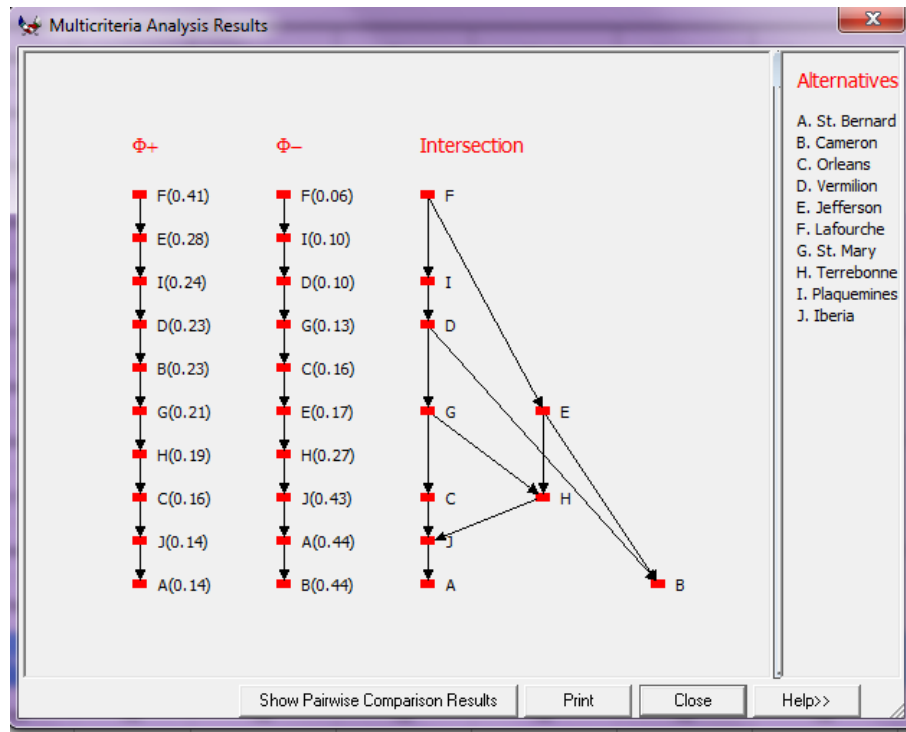 Multicriteria Analysis Results
Φ+ Φ– Intersection
F(0.41) F(0.06) F
E(0.28) I(0.10) I
I(0.24) D(0.10) D
D(0.23) G(0.13)
B(0.23) C(0.16)
G(0.21) E(0.17) G E
H(0.19) H(0.27)
C(0.16) J(0.43) C H
J(0.14) A(0.44) J
A(0.14) B(0.44) A B
Alternatives
A. St. Bernard
B. Cameron
C. Orleans
D. Vermilion
E. Jefferson
F. Lafourche
G. St. Mary
H. Terrebonne
I. Plaquemines
J. Iberia
Show Pairwise Comparison Results Print Close Help>>